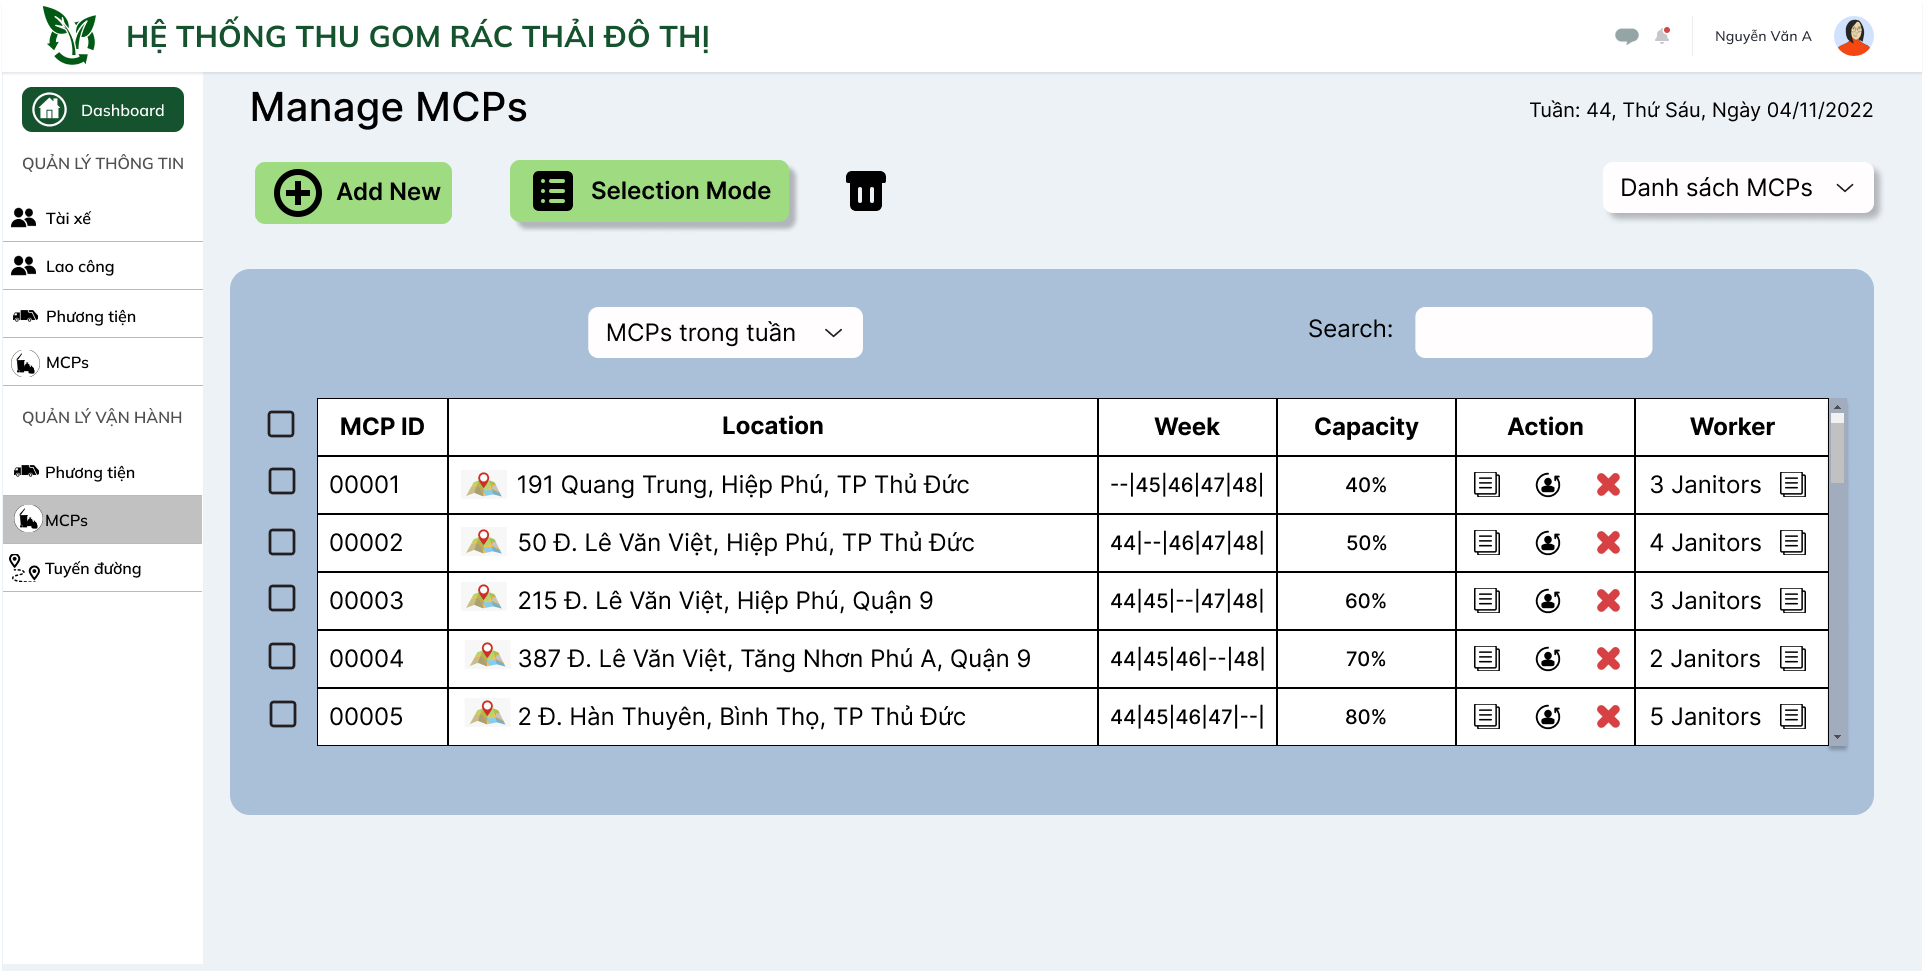 HỆ THỐNG THU GOM RÁC THẢI ĐÔ THỊ
Nguyễn Văn A
Dashboard
QUẢN LÝ THÔNG TIN
Tài xế
Lao công
Phương tiện
MCPs
QUẢN LÝ VẬN HÀNH
Phương tiện
MCPs
Tuyến đường
Manage MCPs
Tuần: 44, Thứ Sáu, Ngày 04/11/2022
Add New
Selection Mode
Danh sách MCPs
MCPs trong tuần
Search:
MCP ID Location Week Capacity Action Worker
00001 191 Quang Trung, Hiệp Phú, TP Thủ Đức --|45|46|47|48| 40% 3 Janitors
00002 50 Đ. Lê Văn Việt, Hiệp Phú, TP Thủ Đức 44|--|46|47|48| 50% 4 Janitors
00003 215 Đ. Lê Văn Việt, Hiệp Phú, Quận 9 44|45|--|47|48| 60% 3 Janitors
00004 387 Đ. Lê Văn Việt, Tăng Nhơn Phú A, Quận 9 44|45|46|--|48| 70% 2 Janitors
00005 2 Đ. Hàn Thuyên, Bình Thọ, TP Thủ Đức 44|45|46|47|--| 80% 5 Janitors